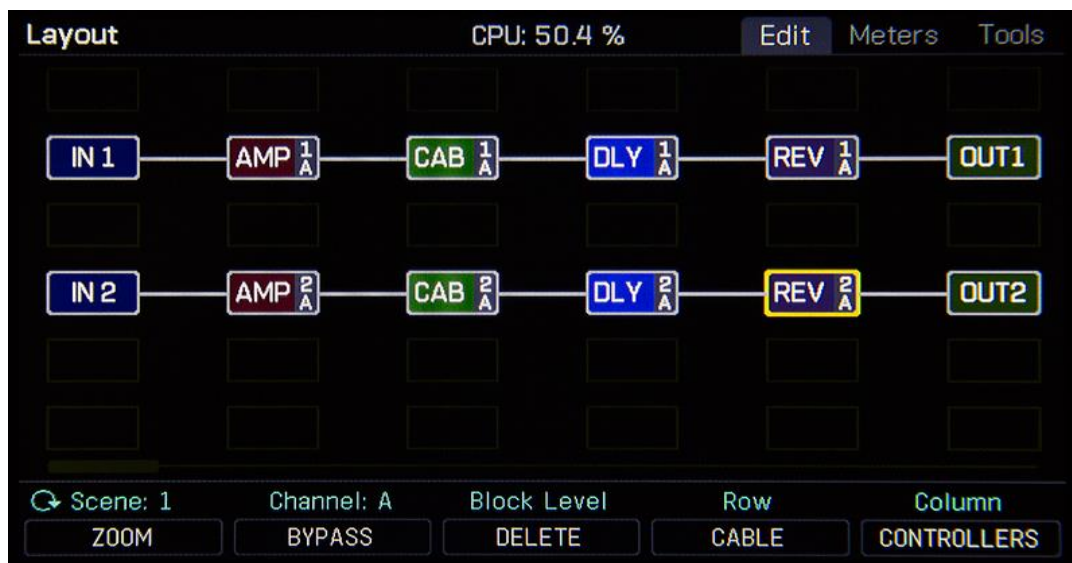 Layout CPU: 50.4 % Edit Meters Tools
IN 1 AMP 1 A CAB 1 A DLY 1 A REV 1 A OUT1
IN 2 AMP 2 A CAB 2 A DLY 2 A REV 2 A OUT2
Scene: 1 Channel: A Block Level Row Column
ZOOM BYPASS DELETE CABLE CONTROLLERS